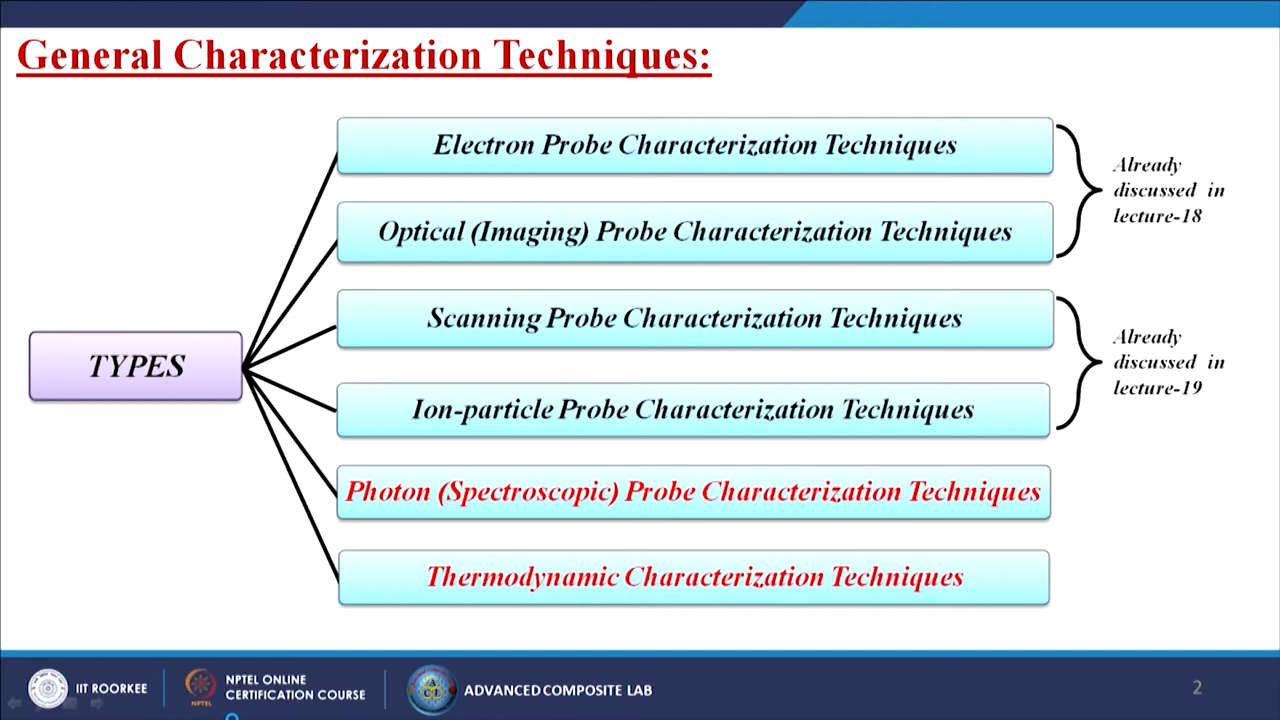 General Characterization Techniques:
Electron Probe Characterization Techniques
Optical (Imaging) Probe Characterization Techniques
Already
discussed in
lecture-18
Scanning Probe Characterization Techniques
Ion-particle Probe Characterization Techniques
Already
discussed in
lecture-19
TYPES
Photon (Spectroscopic) Probe Characterization Techniques
Thermodynamic Characterization Techniques
IIT ROORKEE
NPTEL
NPTEL ONLINE
CERTIFICATION COURSE
ACL
ADVANCED COMPOSITE LAB
2